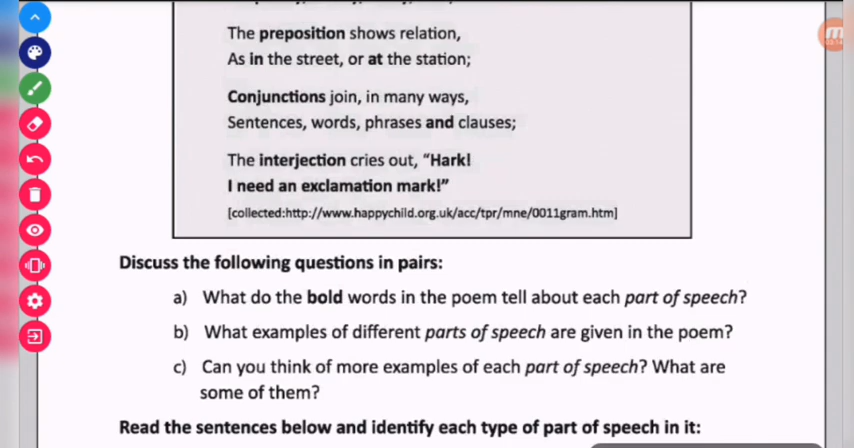 The preposition shows relation,
As in the street, or at the station;
Conjunctions join, in many ways,
Sentences, words, phrases and clauses;
The interjection cries out, “Hark!
I need an exclamation mark!”
[collected:http://www.happychild.org.uk/acc/tpr/mne/0011gram.htm]
Discuss the following questions in pairs:
a) What do the bold words in the poem tell about each part of speech?
b) What examples of different parts of speech are given in the poem?
c) Can you think of more examples of each part of speech? What are
some of them?
Read the sentences below and identify each type of part of speech in it: